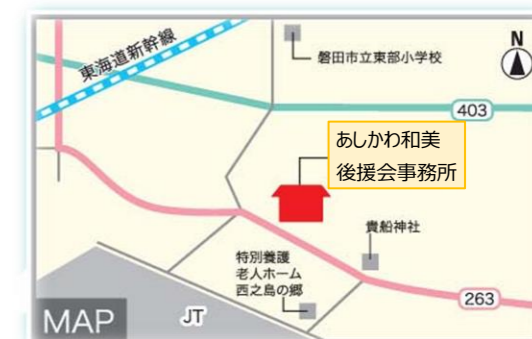 東海道新幹線
磐田市立東部小学校
N
403
あしかわ和美
後援会事務所
貴船神社
特別養護
老人ホーム
西之島の郷
263
MAP
JT